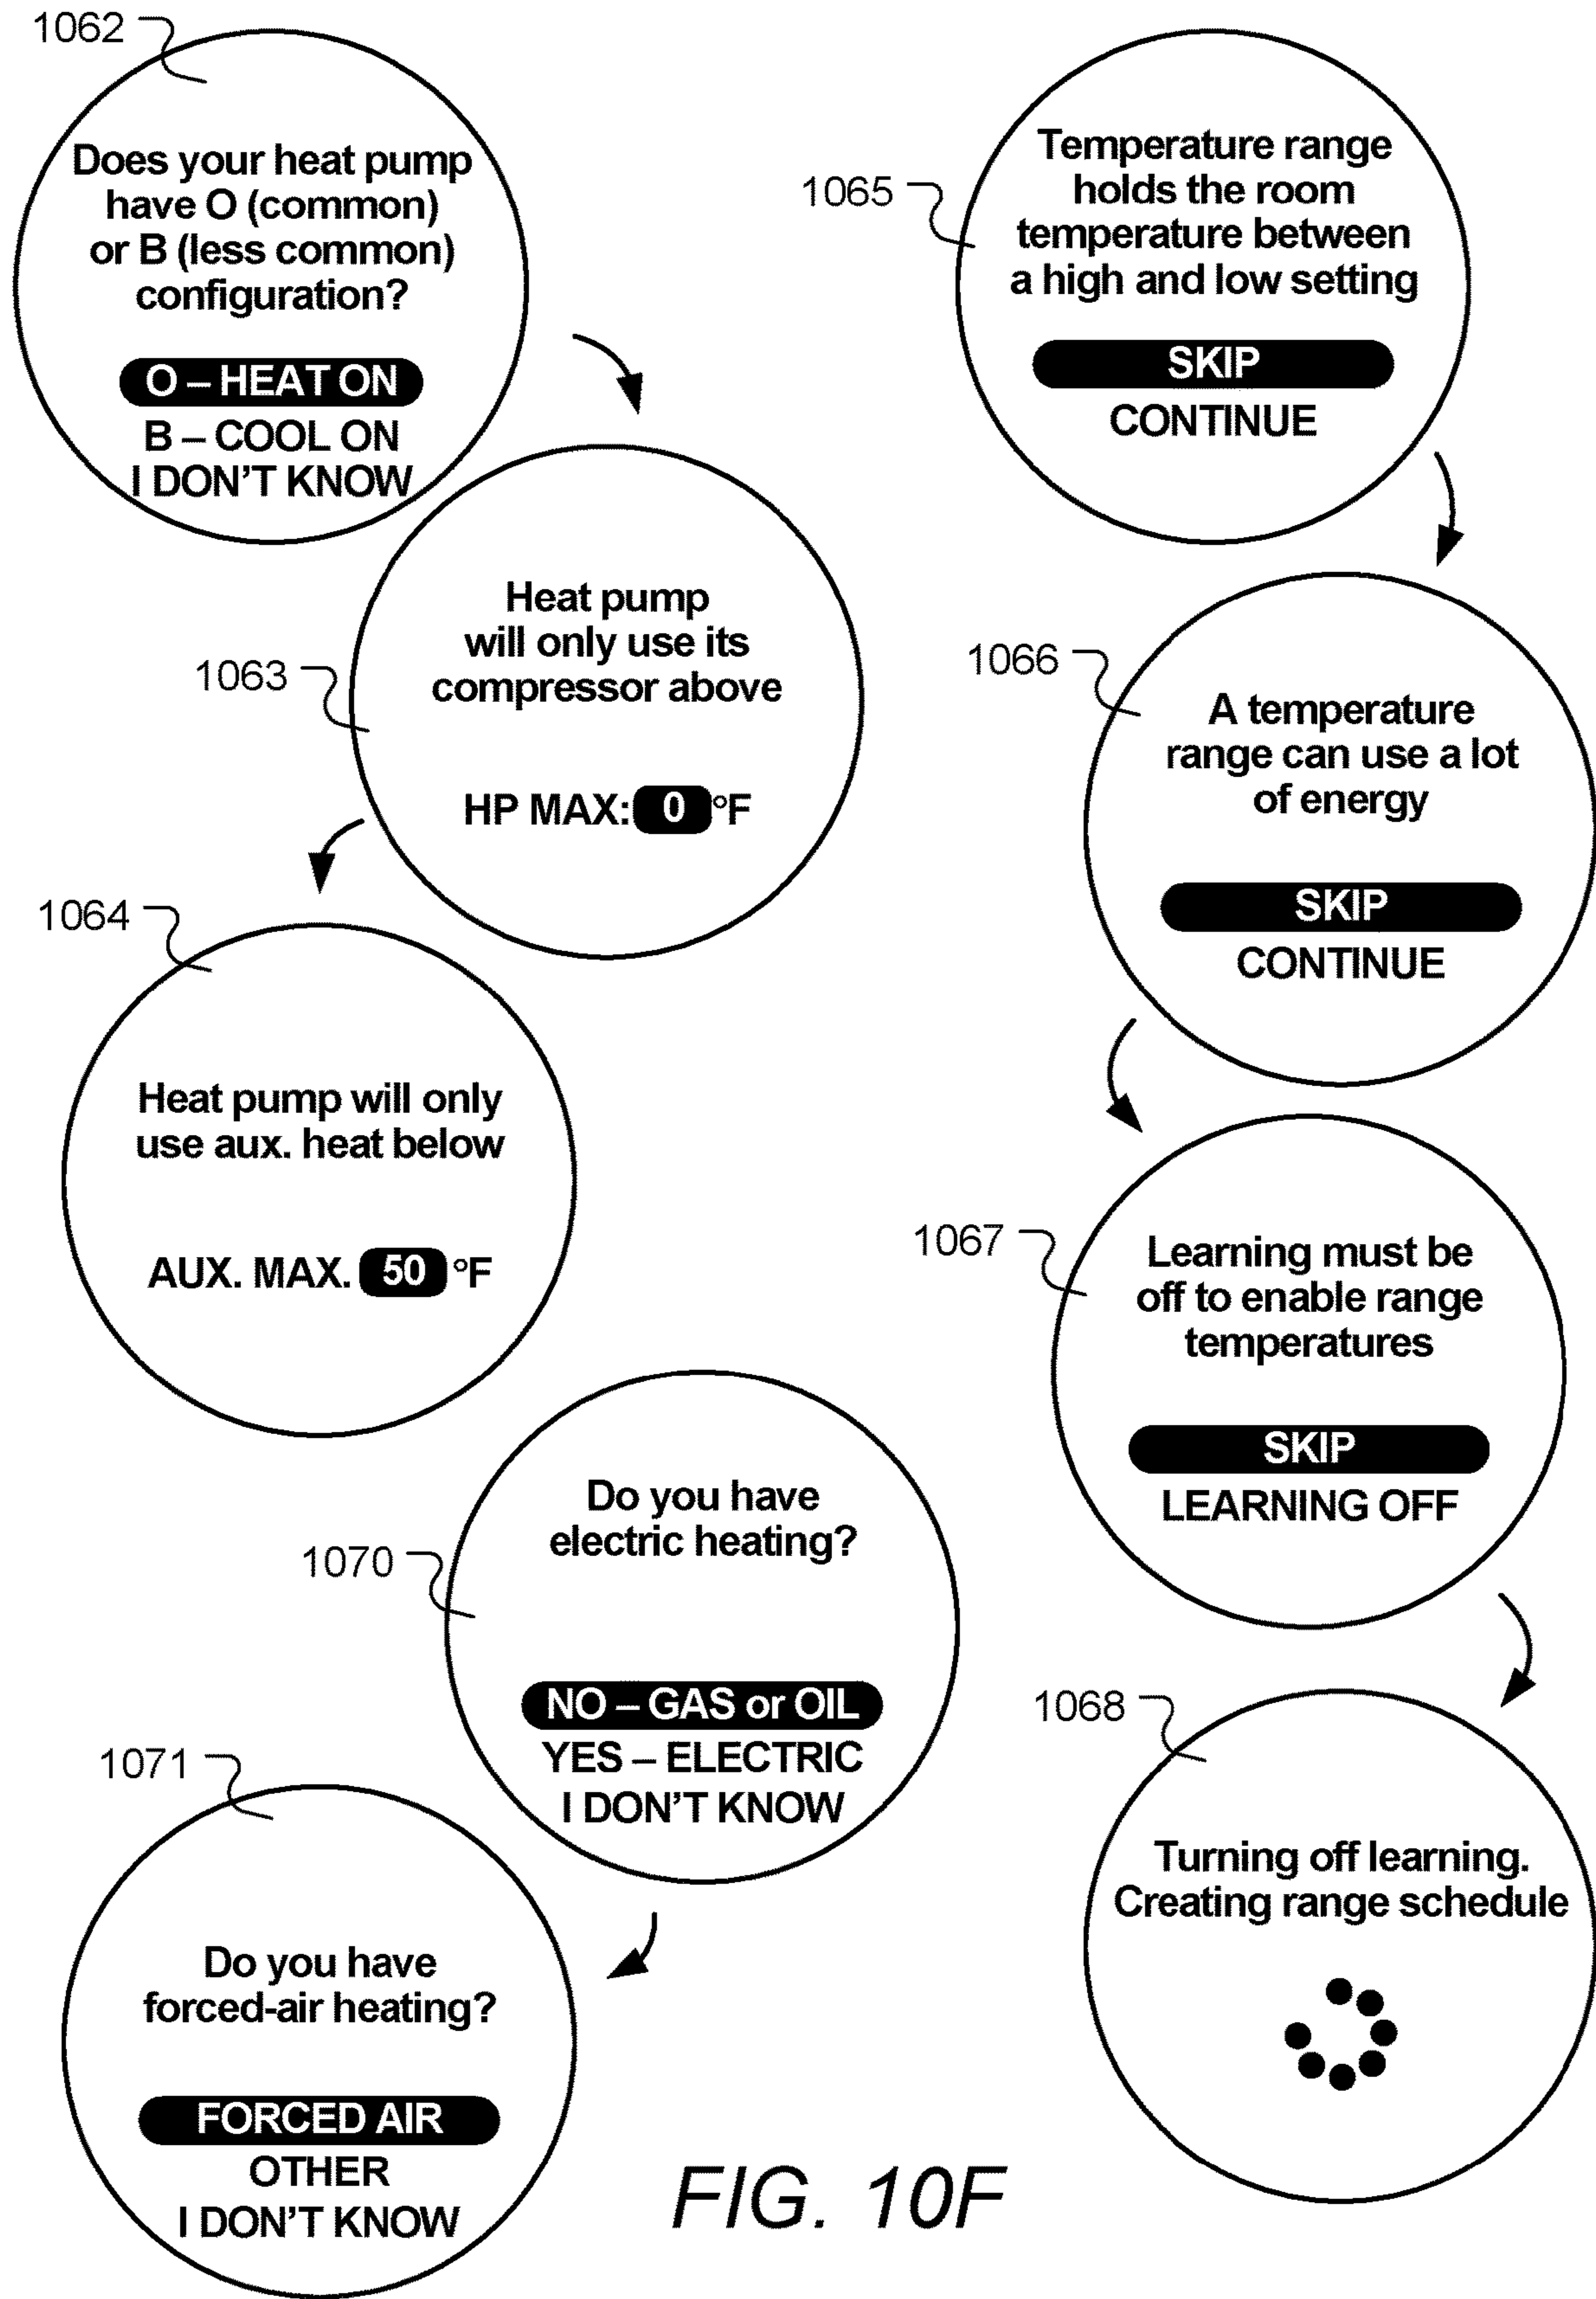 1062
Does your heat pump
have O (common)
or B (less common)
configuration?
O – HEAT ON
B – COOL ON
I DON'T KNOW
1063
Heat pump
will only use its
compressor above
HP MAX: 0 °F
1064
Heat pump will only
use aux. heat below
AUX. MAX. 50 °F
1070
Do you have
electric heating?
NO – GAS or OIL
YES – ELECTRIC
I DON'T KNOW
1071
Do you have
forced-air heating?
FORCED AIR
OTHER
I DON'T KNOW
1065
Temperature range
holds the room
temperature between
a high and low setting
SKIP
CONTINUE
1066
A temperature
range can use a lot
of energy
SKIP
CONTINUE
1067
Learning must be
off to enable range
temperatures
SKIP
LEARNING OFF
1068
Turning off learning.
Creating range schedule
FIG. 10F